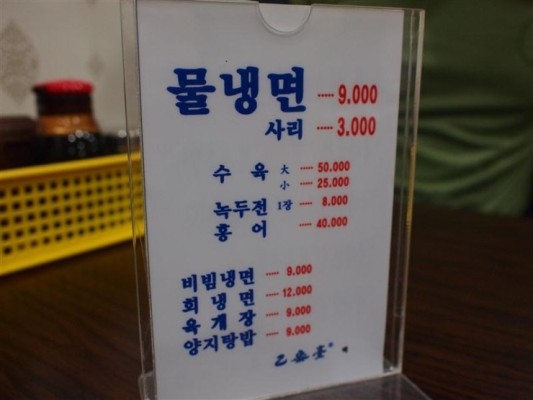 물냉면 ····· 9.000
사리 ····· 3.000
수 육 大 ···· 50.000
小 ···· 25.000
녹두전 1장 ···· 8.000
홍 어 ···· 40.000
비빔냉면 ···· 9.000
회 냉 면 ···· 12.000
육 개 장 ···· 9.000
양지탕밥 ···· 9.000